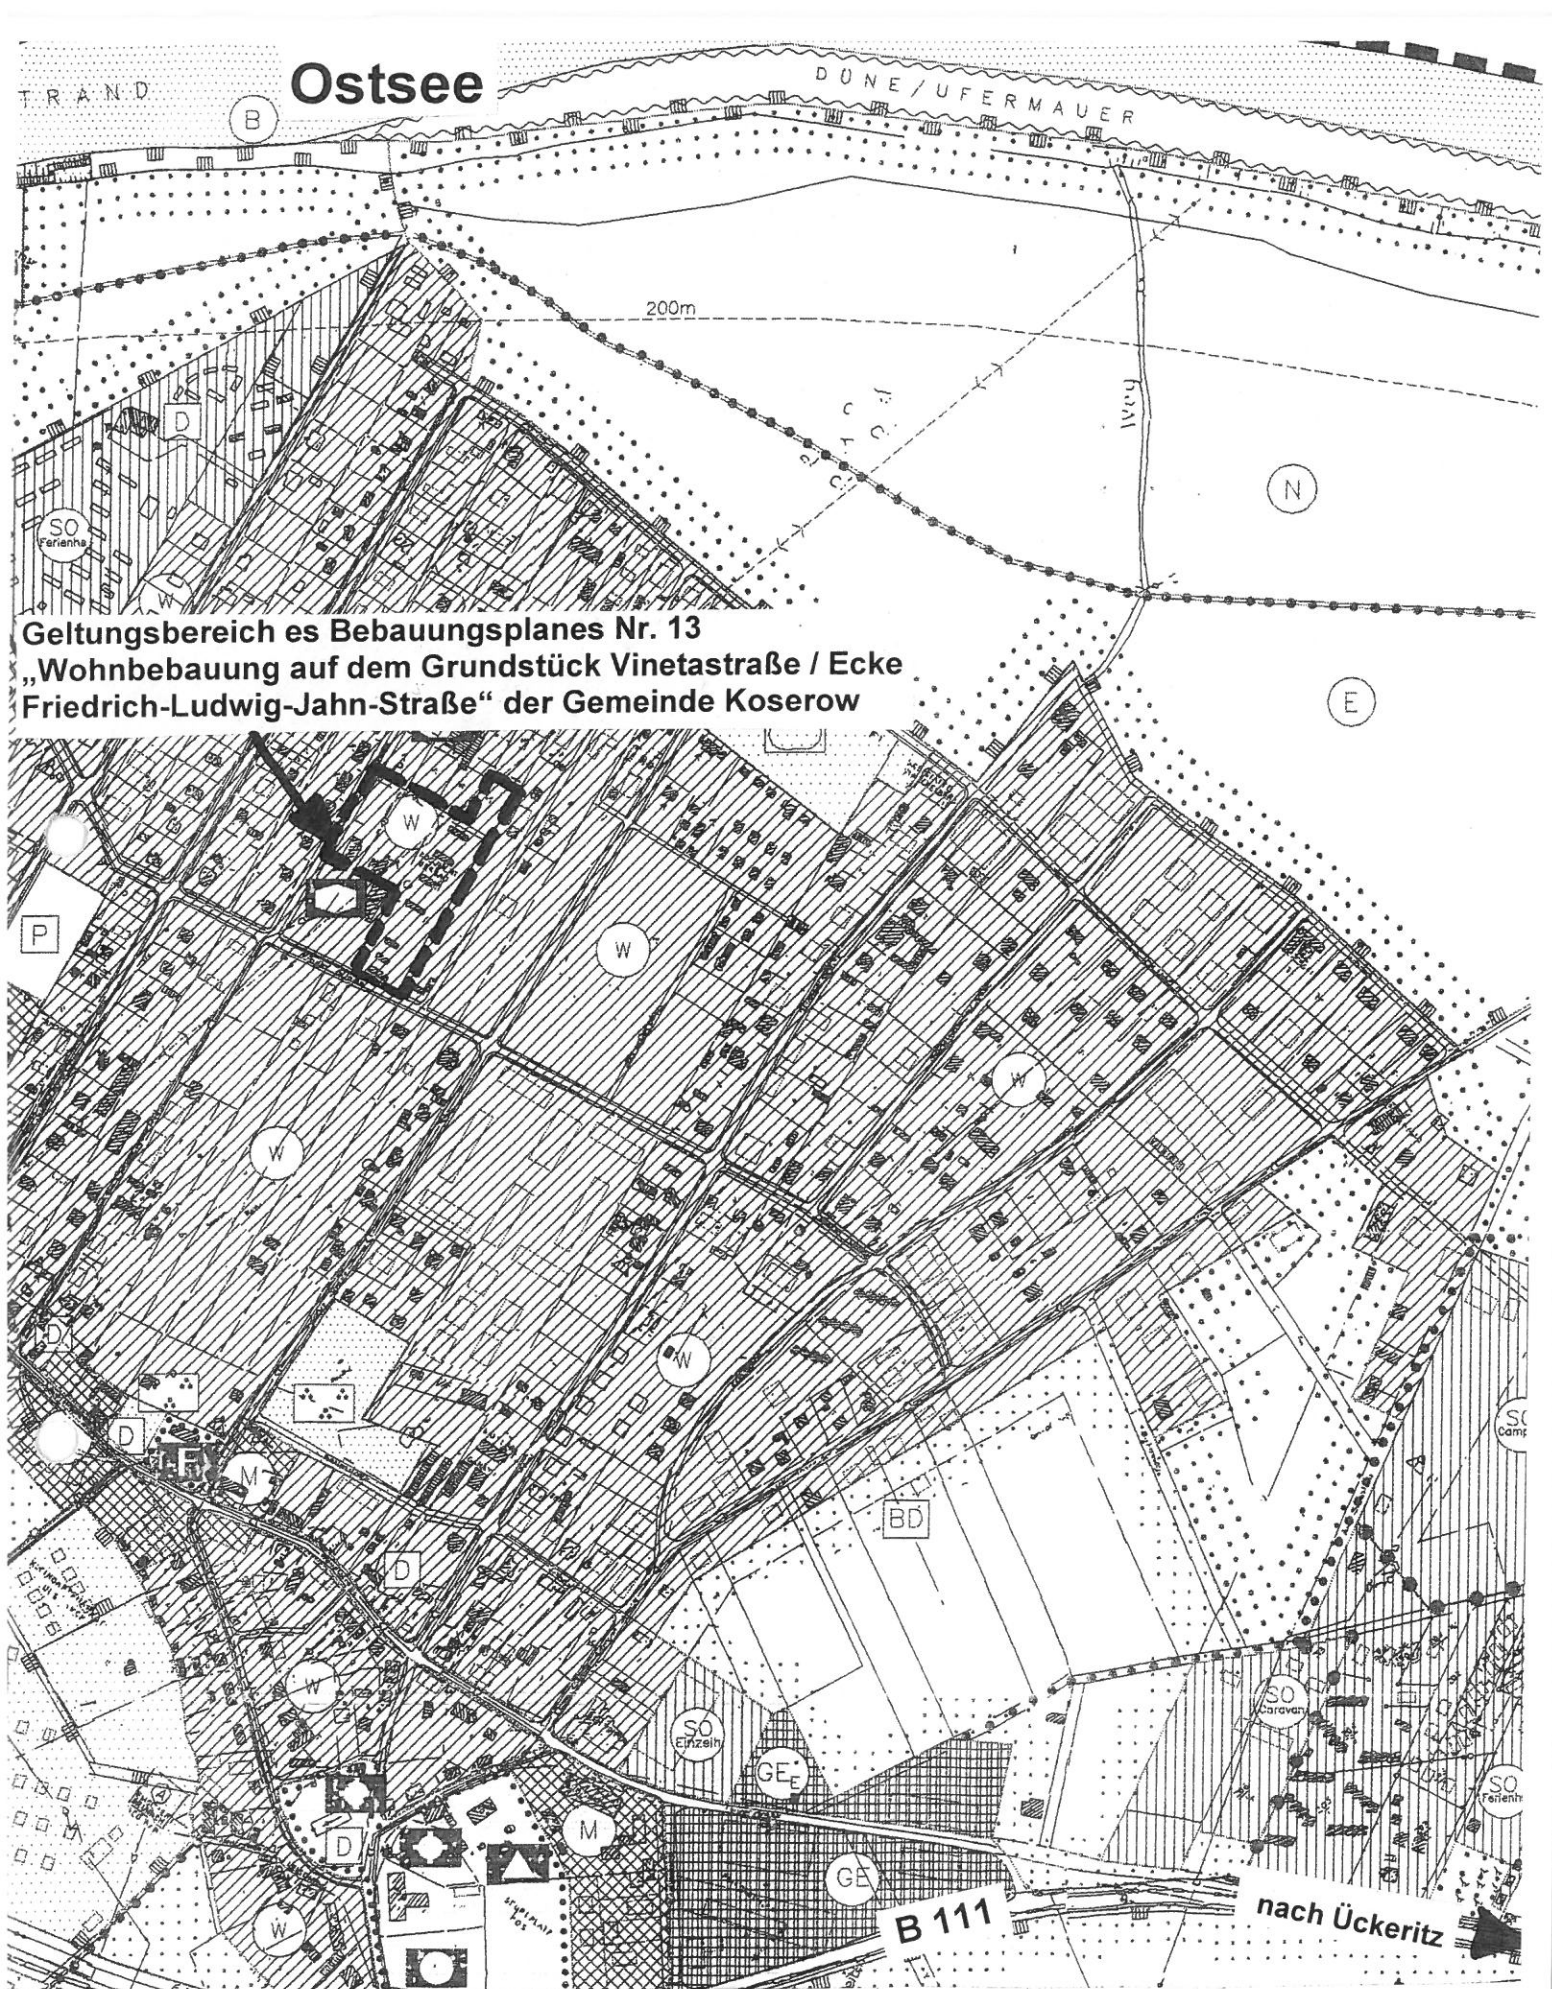 Ostsee
TRAND
B
DÜNE/UFERMAUER
200m
D
N
SO
Ferienha
W
Geltungsbereich es Bebauungsplanes Nr. 13
„Wohnbebauung auf dem Grundstück Vinetastraße / Ecke
Friedrich-Ludwig-Jahn-Straße“ der Gemeinde Koserow
E
W
P
W
W
W
D
W
D
F
M
SO
Camp
BD
D
W
SO
Einzelh
SO
Caravan
GEE
SO
Ferienh
D
M
GE
W
B 111
nach Ückeritz